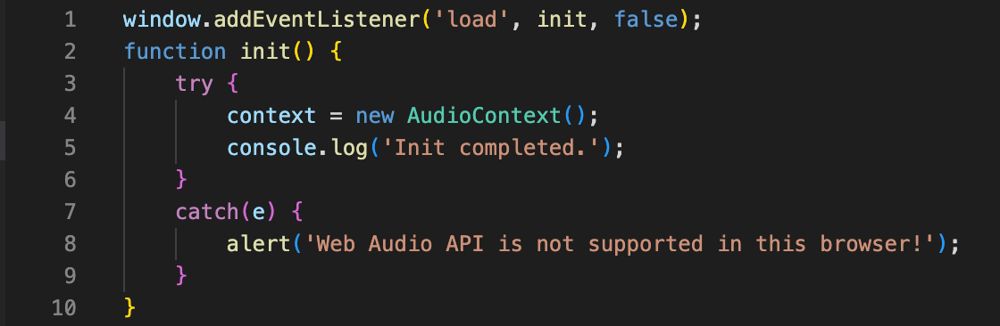 1 window.addEventListener('load', init, false);
2 function init() {
3     try {
4         context = new AudioContext();
5         console.log('Init completed.');
6     }
7     catch(e) {
8         alert('Web Audio API is not supported in this browser!');
9     }
10 }